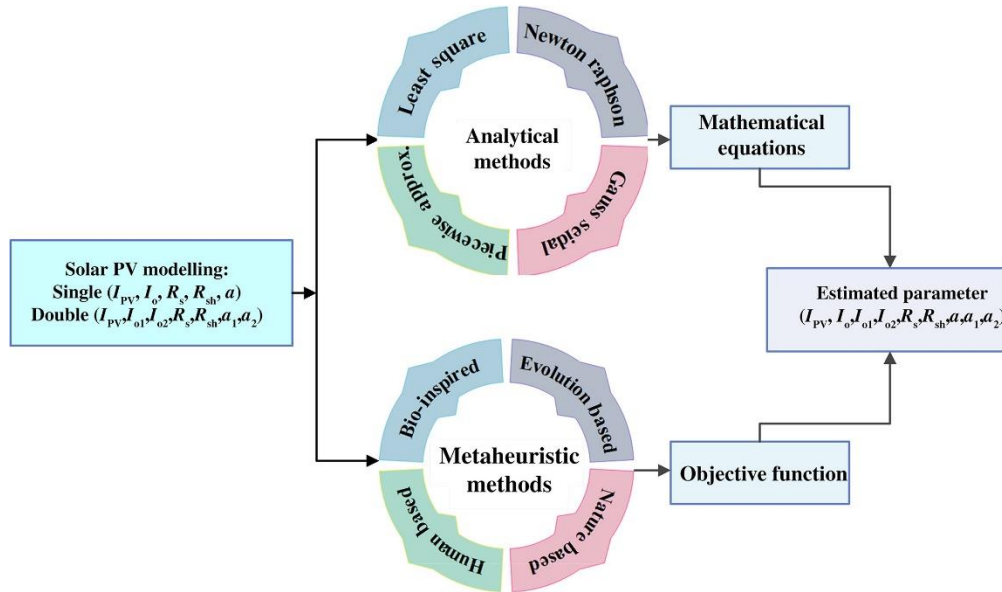 Least square
Newton raphson
Analytical
methods
Piecewise approx.
Gauss seidal
Mathematical
equations
Solar PV modelling:
Single (I_PV, I_o, R_s, R_sh, a)
Double (I_PV,I_o1,I_o2,R_s,R_sh,a_1,a_2)
Estimated parameter
(I_PV, I_o,I_o1,I_o2,R_s,R_sh,a,a_1,a_2)
Bio-inspired
Evolution based
Metaheuristic
methods
Human based
Nature based
Objective function